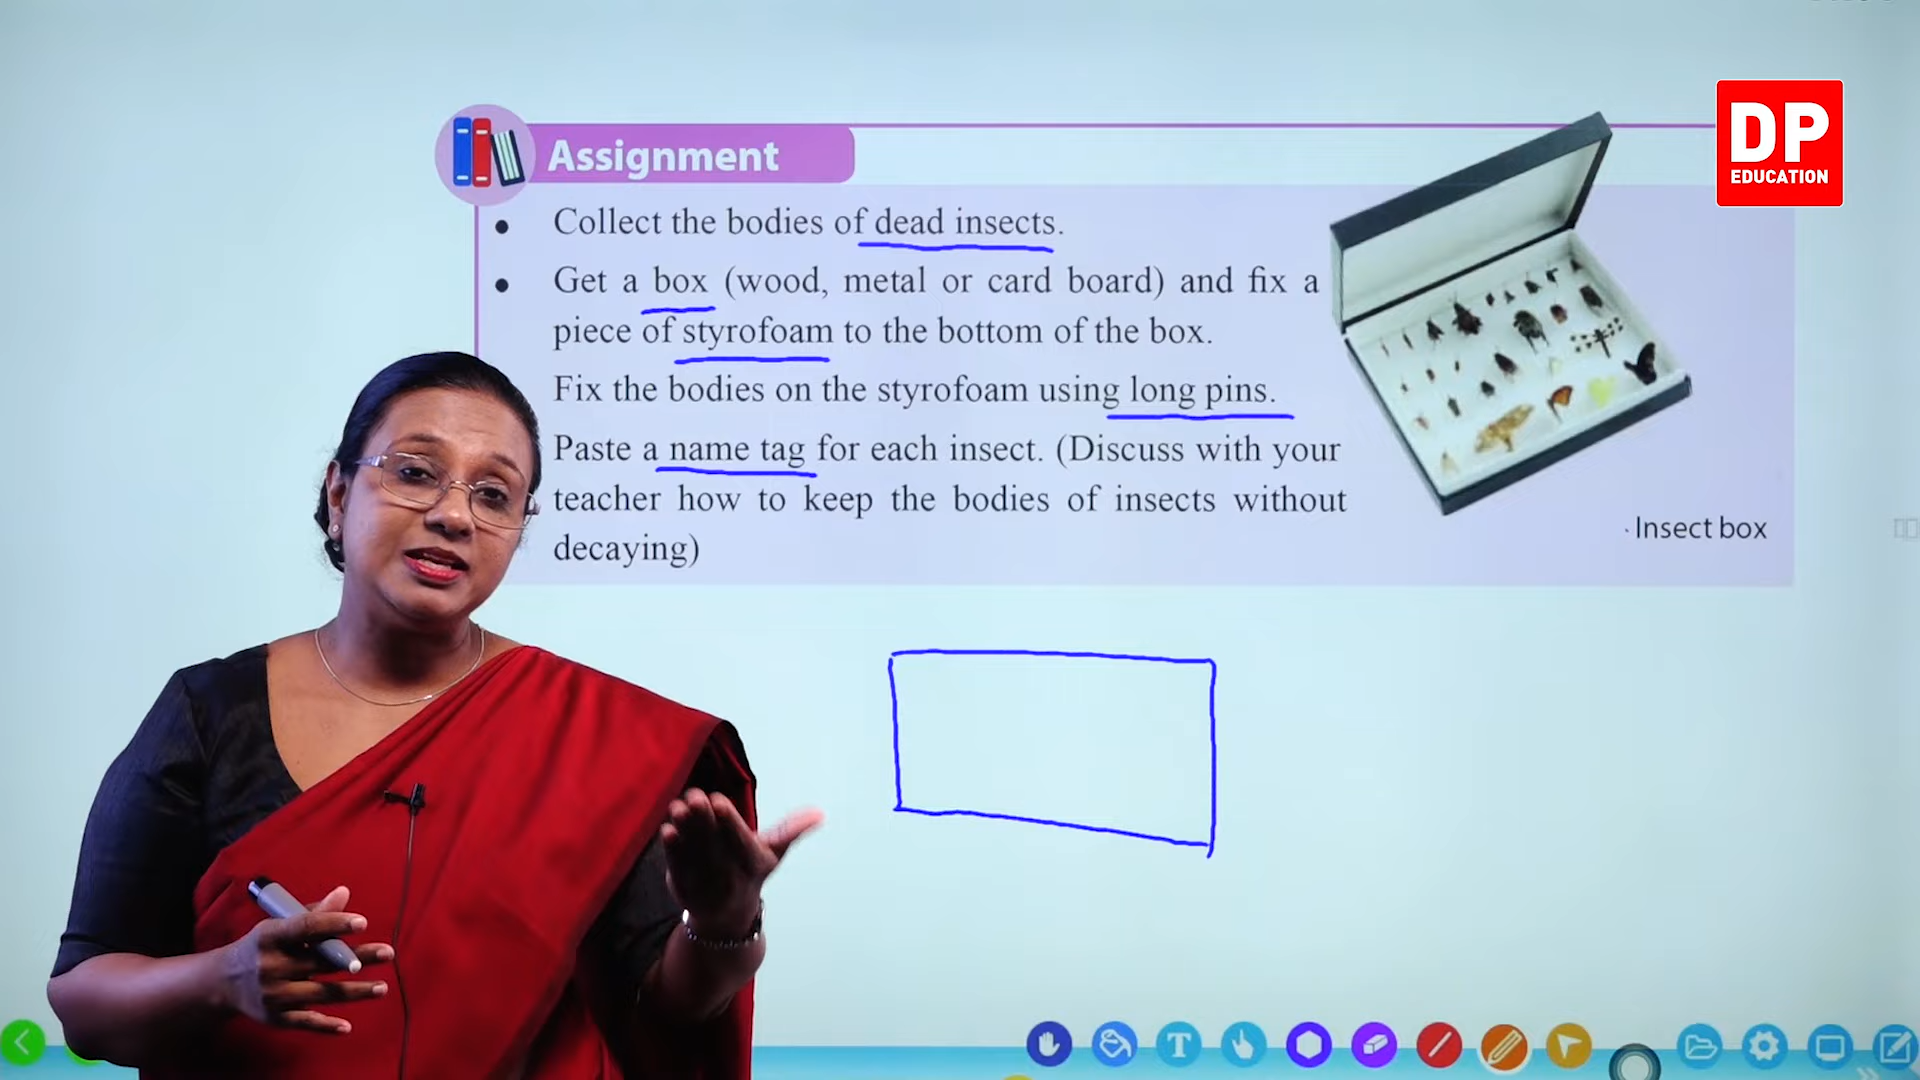 DP
EDUCATION
Assignment
• Collect the bodies of dead insects.
• Get a box (wood, metal or card board) and fix a
piece of styrofoam to the bottom of the box.
Fix the bodies on the styrofoam using long pins.
Paste a name tag for each insect. (Discuss with your
teacher how to keep the bodies of insects without
decaying)
Insect box
T